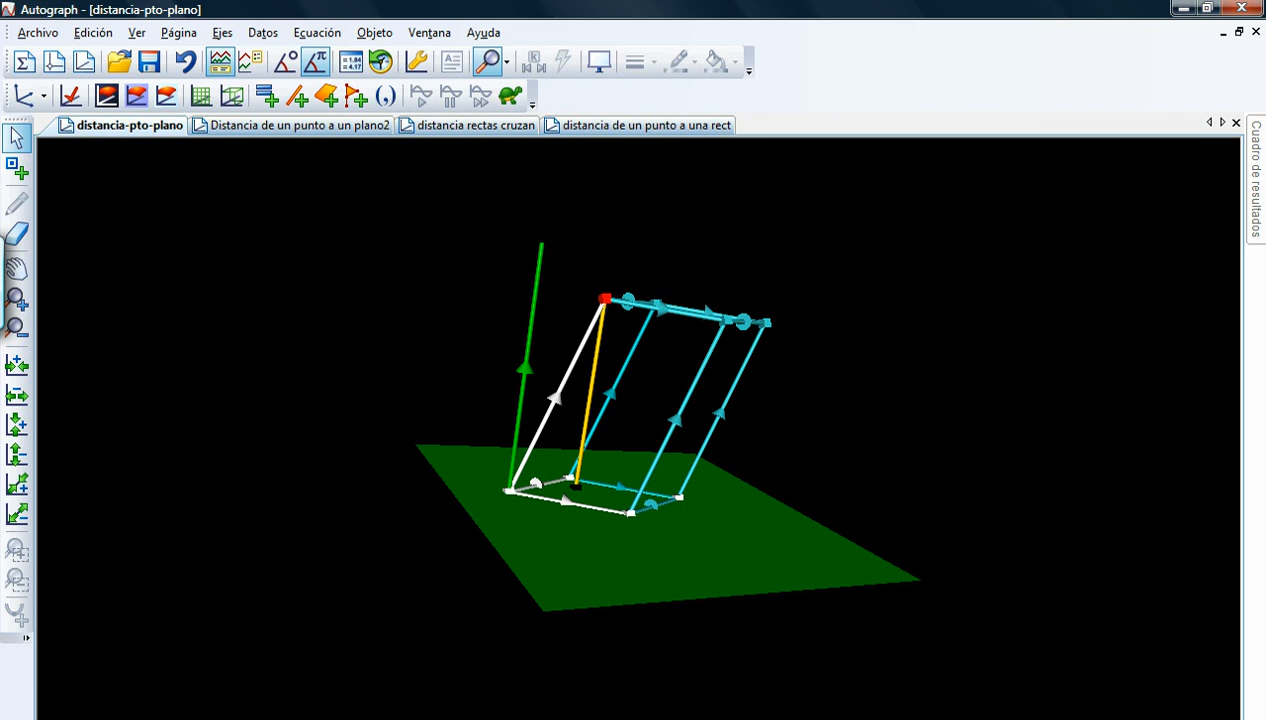 Autograph - [distancia-pto-plano]
Archivo Edición Ver Página Ejes Datos Ecuación Objeto Ventana Ayuda
distancia-pto-plano Distancia de un punto a un plano2 distancia rectas cruzan distancia de un punto a una rect
Cuadro de resultados